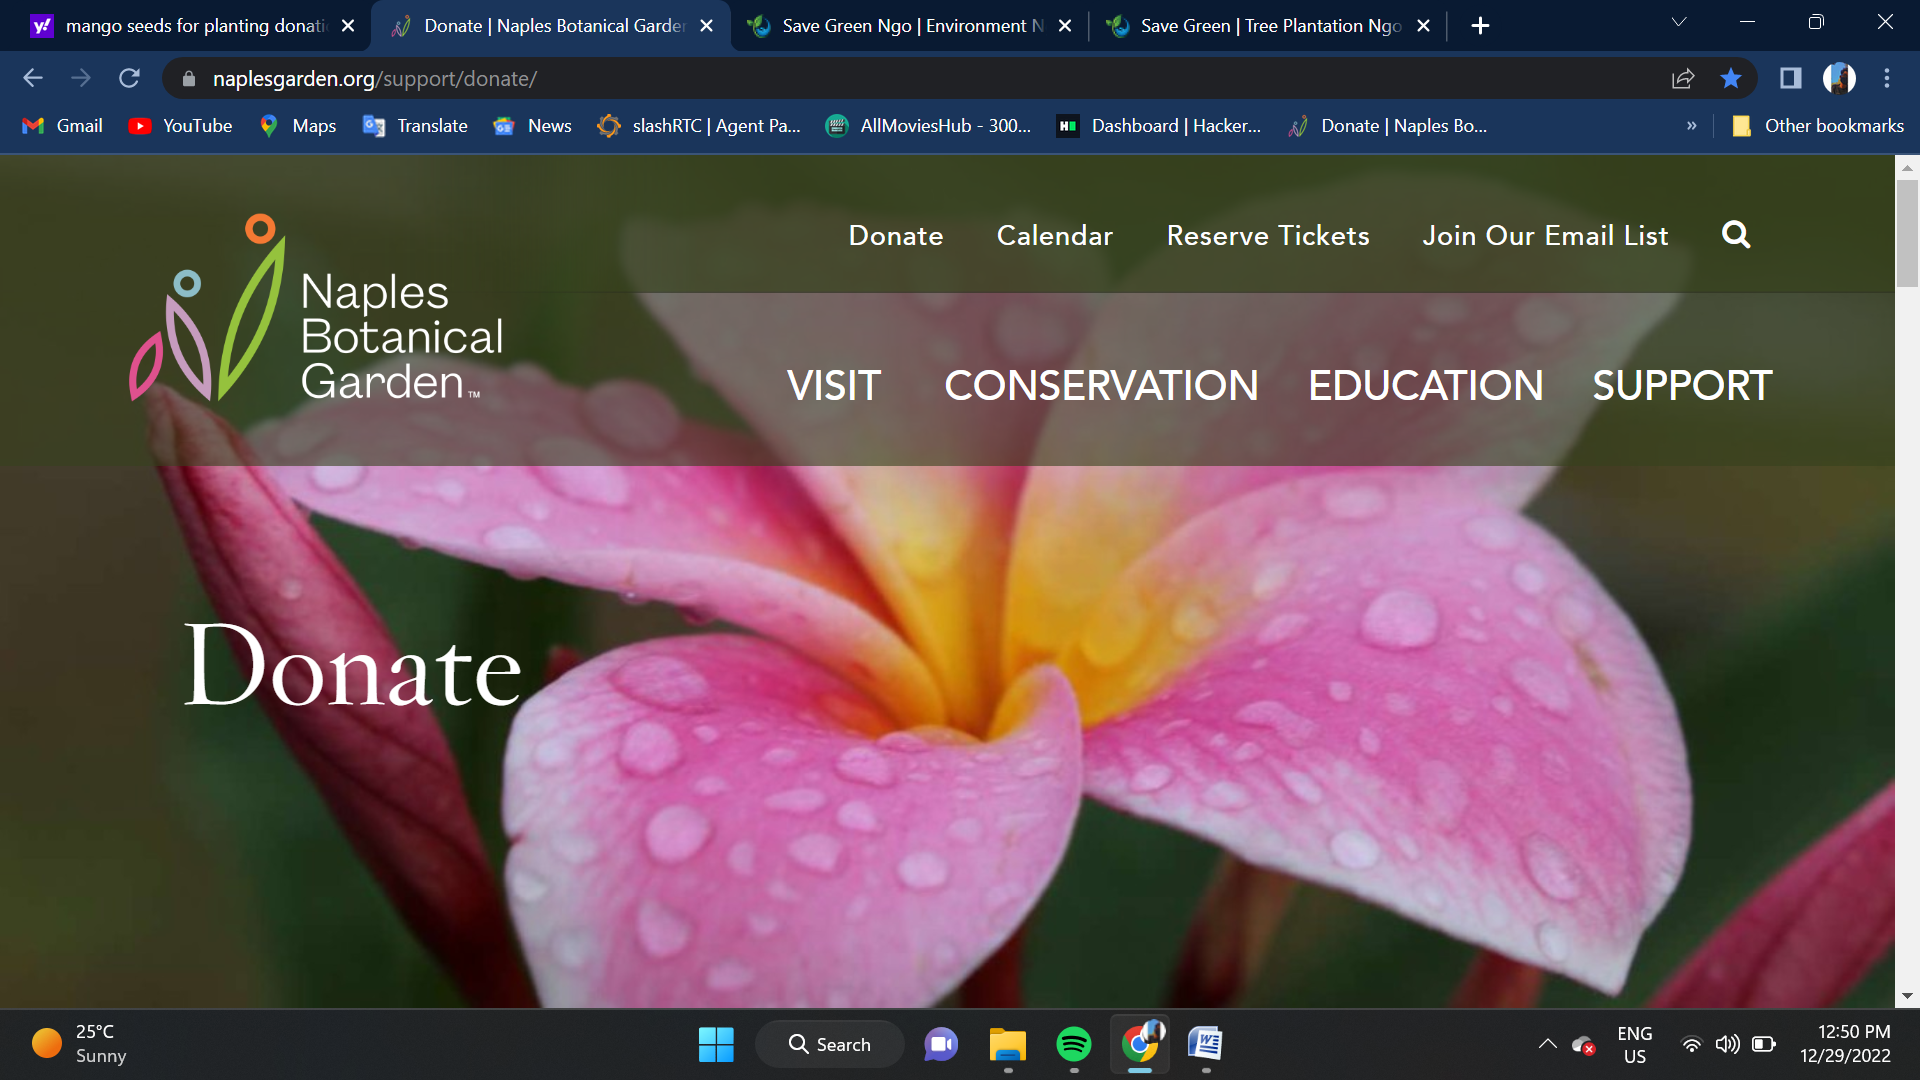 mango seeds for planting donati
Donate | Naples Botanical Garder
Save Green Ngo | Environment N
Save Green | Tree Plantation Ngo
naplesgarden.org/support/donate/
Gmail
YouTube
Maps
Translate
News
slashRTC | Agent Pa...
AllMoviesHub - 300...
Dashboard | Hacker...
Donate | Naples Bo...
»
Other bookmarks
Donate
Calendar
Reserve Tickets
Join Our Email List
Naples
Botanical
Garden™
VISIT
CONSERVATION
EDUCATION
SUPPORT
Donate
25°C
Sunny
Search
ENG
US
12:50 PM
12/29/2022